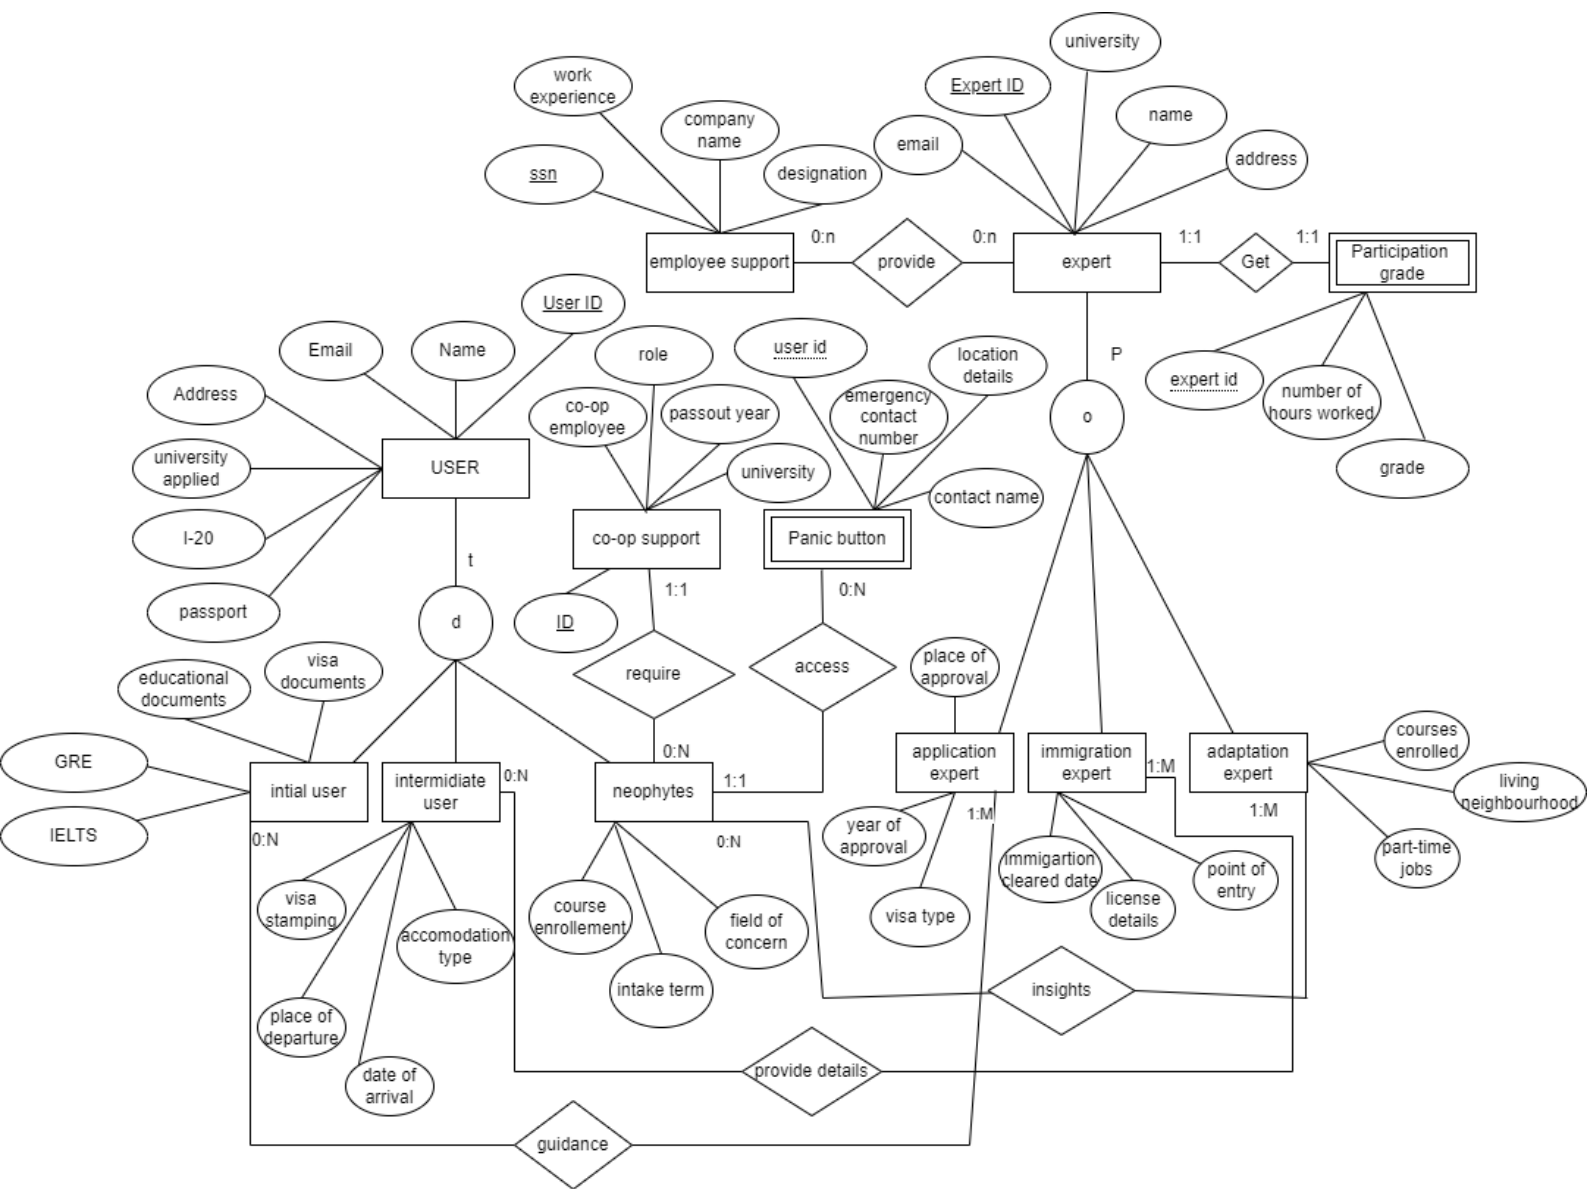 university
work
experience
Expert ID
company
name
name
email
address
ssn
designation
0:n
0:n
1:1
1:1
employee support
provide
expert
Get
Participation
grade
User ID
Email
Name
role
user id
location
details
P
expert id
number of
hours worked
Address
co-op
employee
passout year
emergency
contact
number
o
university
applied
USER
university
contact name
grade
I-20
co-op support
Panic button
t
1:1
0:N
passport
d
ID
educational
documents
visa
documents
require
access
place of
approval
GRE
0:N
0:N
1:1
intial user
intermidiate
user
neophytes
application
expert
immigration
expert
1:M
adaptation
expert
courses
enrolled
living
neighbourhood
IELTS
0:N
0:N
1:M
1:M
year of
approval
immigartion
cleared date
point of
entry
part-time
jobs
visa
stamping
accomodation
type
course
enrollement
field of
concern
visa type
license
details
intake term
insights
place of
departure
date of
arrival
provide details
guidance